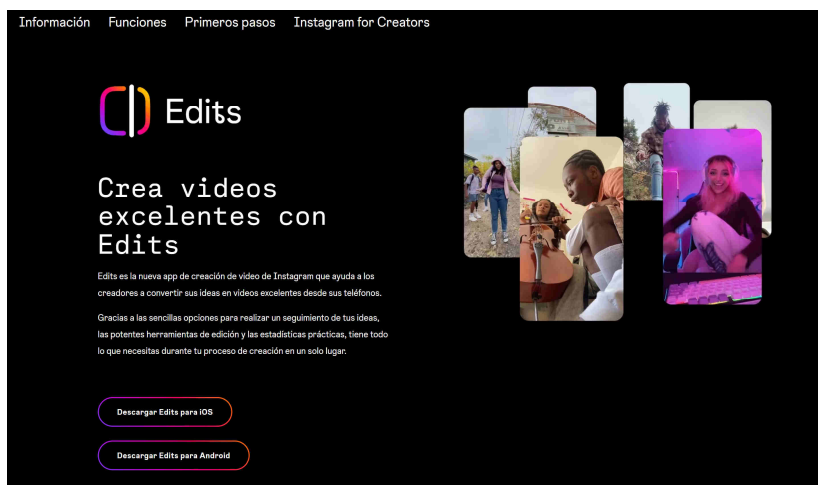 Información Funciones Primeros pasos Instagram for Creators
Edits
Crea videos
excelentes con
Edits
Edits es la nueva app de creación de video de Instagram que ayuda a los
creadores a convertir sus ideas en videos excelentes desde sus teléfonos.
Gracias a las sencillas opciones para realizar un seguimiento de tus ideas,
las potentes herramientas de edición y las estadísticas prácticas, tiene todo
lo que necesitas durante tu proceso de creación en un solo lugar.
Descargar Edits para iOS
Descargar Edits para Android